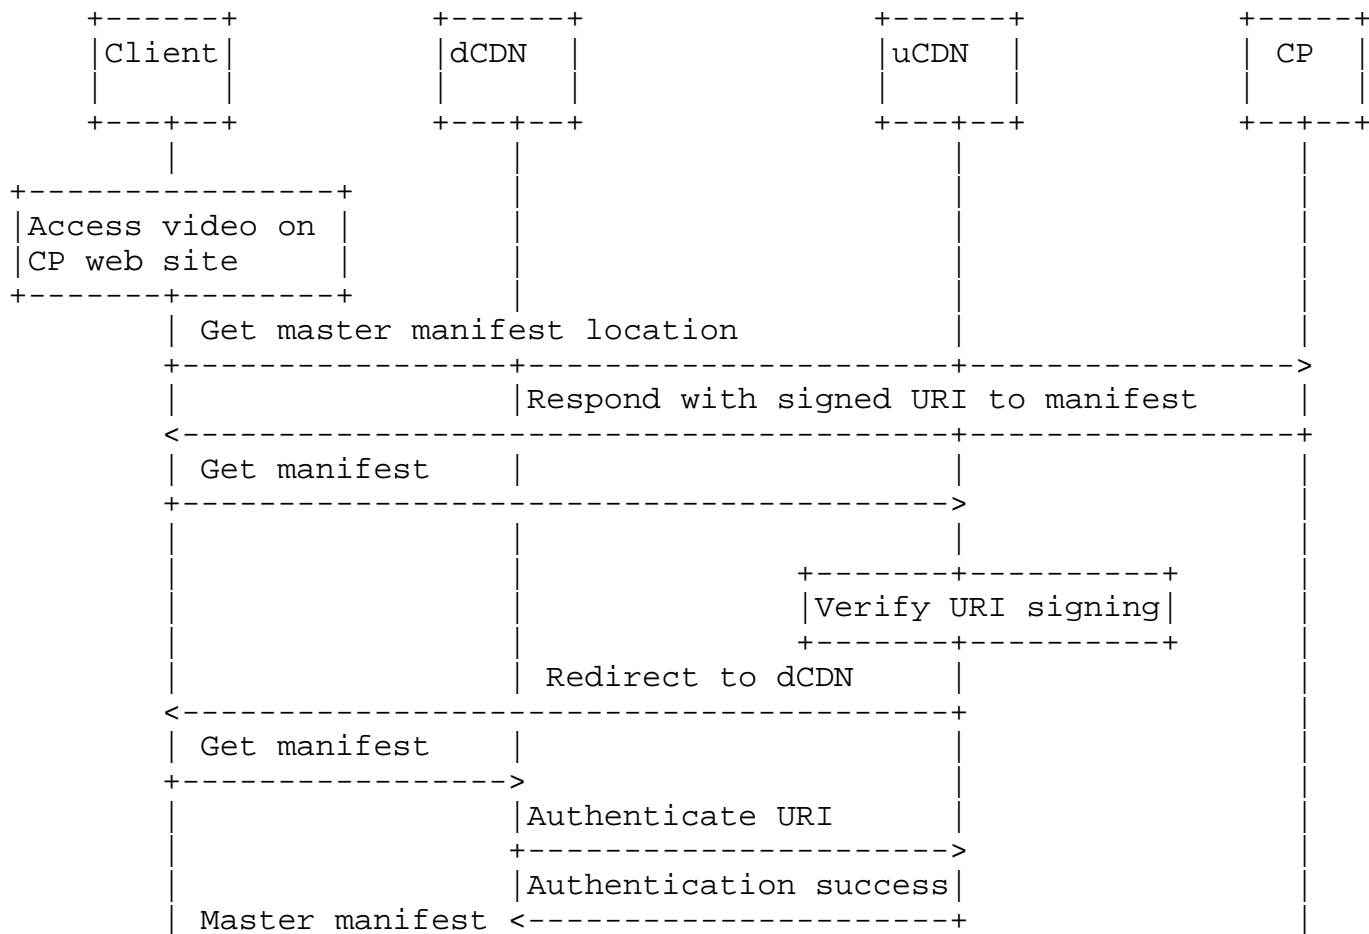 +------+ +------+ +------+ +-----+
|Client| |dCDN | |uCDN | | CP |
| | | | | | | |
+---+--+ +---+--+ +---+--+ +--+--+
| | | |
+----------------+ | | |
|Access video on | | | |
|CP web site | | | |
+-------+--------+ | | |
| Get master manifest location | |
+-----------------+----------------------+----------------->
| |Respond with signed URI to manifest |
<----------------------------------------+-----------------+
| Get manifest | | |
+---------------------------------------> |
| | | |
| | +-------+-----------+ |
| | |Verify URI signing| |
| | +-------+-----------+ |
| | Redirect to dCDN | |
<----------------------------------------+ |
| Get manifest | | |
+-----------------> | |
| |Authenticate URI | |
| +----------------------> |
| |Authentication success| |
| Master manifest <----------------------+ |